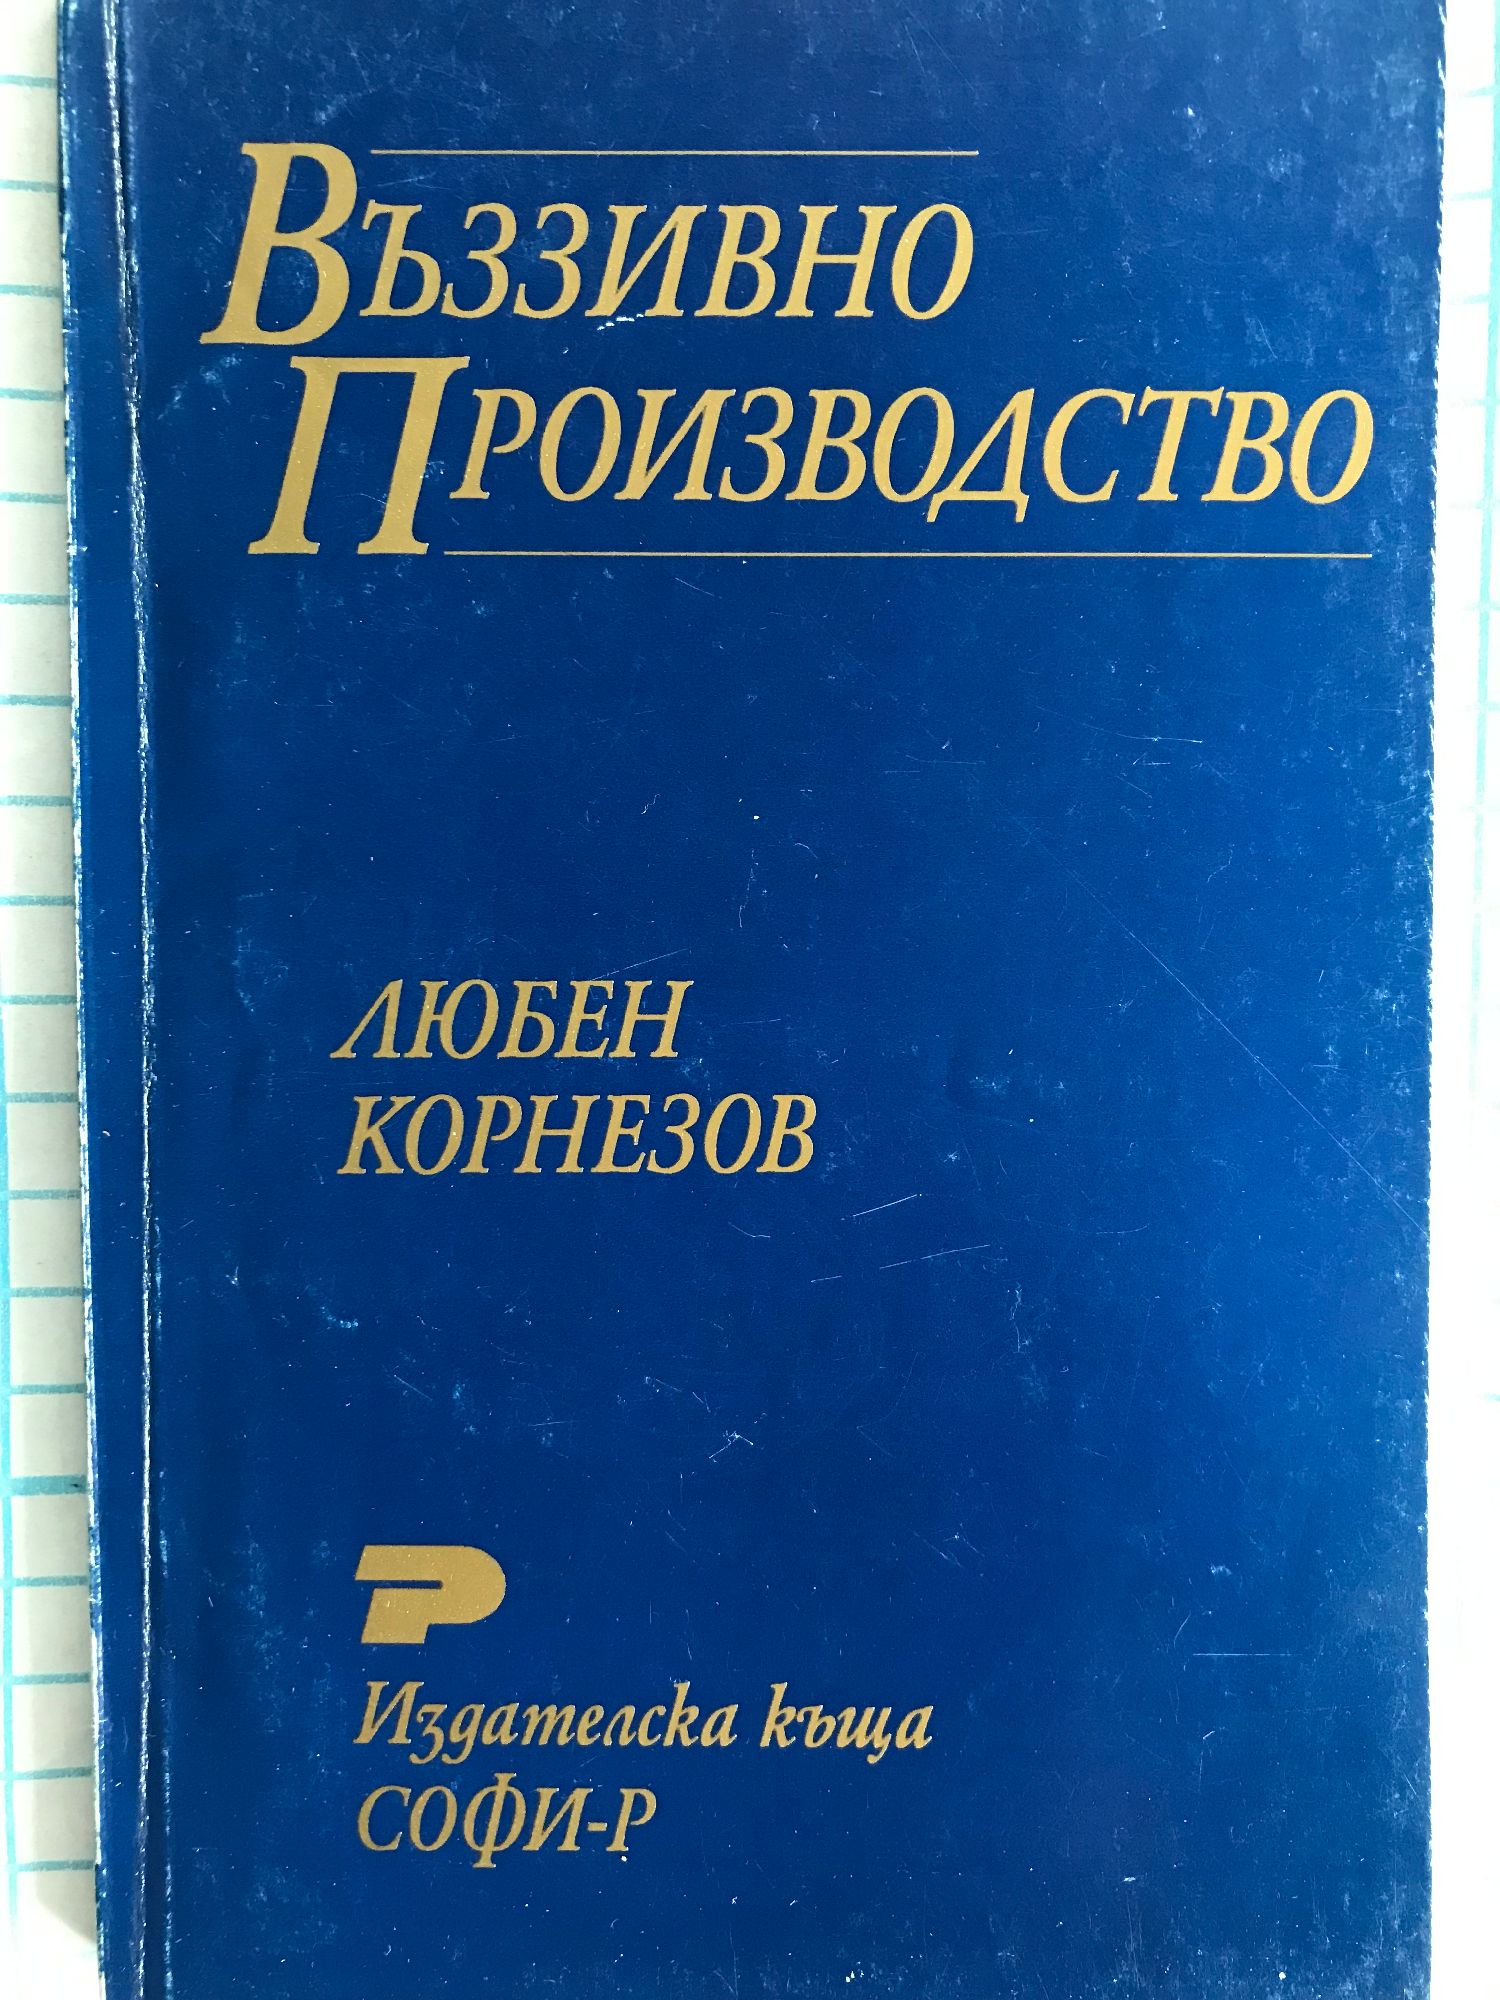 ВЪЗЗИВНО
ПРОИЗВОДСТВО
ЛЮБЕН
КОРНЕЗОВ
Р
Издателска къща
СОФИ-Р